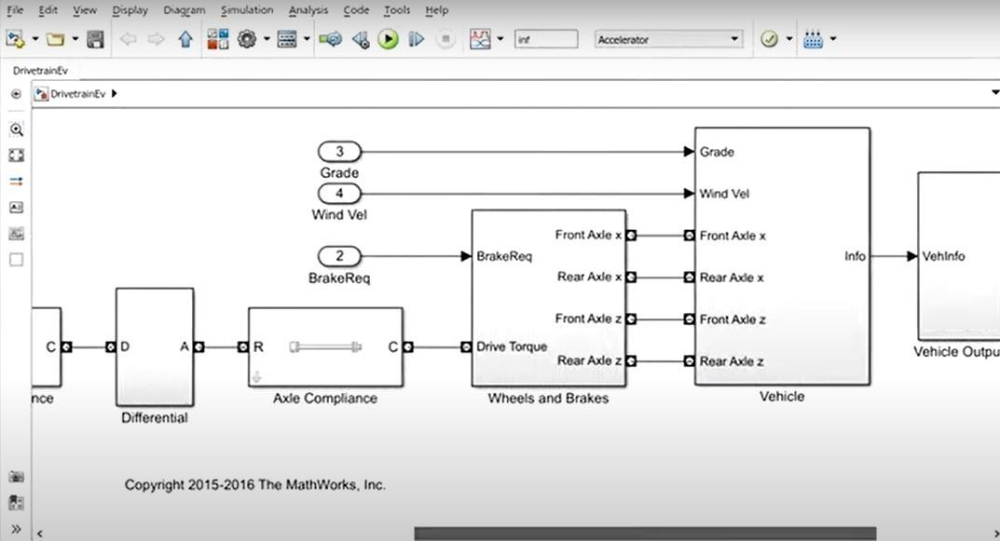 File Edit View Display Diagram Simulation Analysis Code Tools Help
inf Accelerator
DrivetrainEv
DrivetrainEv
3
Grade
Grade
4
Wind Vel
Wind Vel
2
BrakeReq
BrakeReq
Front Axle x
Front Axle x
Rear Axle x
Rear Axle x
Front Axle z
Front Axle z
Rear Axle z
Rear Axle z
Info
VehInfo
Vehicle Outpu
C
nce
D
A
Differential
R
C
Axle Compliance
Drive Torque
Wheels and Brakes
Vehicle
Copyright 2015-2016 The MathWorks, Inc.